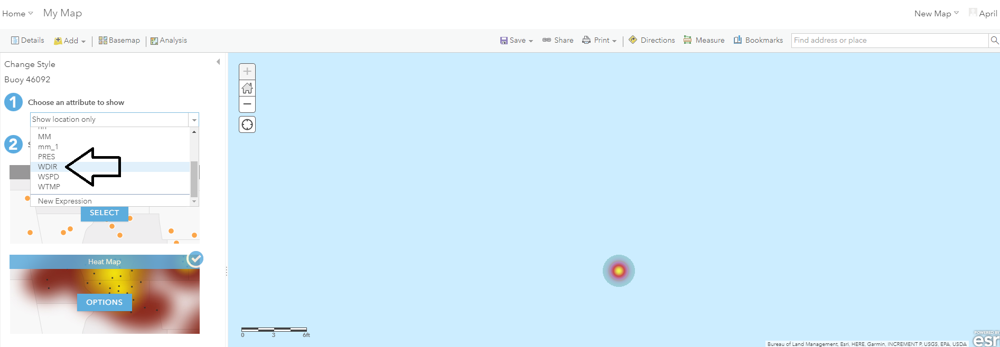 Home My Map New Map April
Details Add Basemap Analysis Save Share Print Directions Measure Bookmarks Find address or place
Change Style
Buoy 46092
1 Choose an attribute to show
Show location only
MM
2
mm_1
PRES
WDIR
WSPD
WTMP
New Expression
SELECT
Heat Map
OPTIONS
0 3 6ft
POWERED BY
esri
Bureau of Land Management, Esri, HERE, Garmin, INCREMENT P, USGS, EPA, USDA